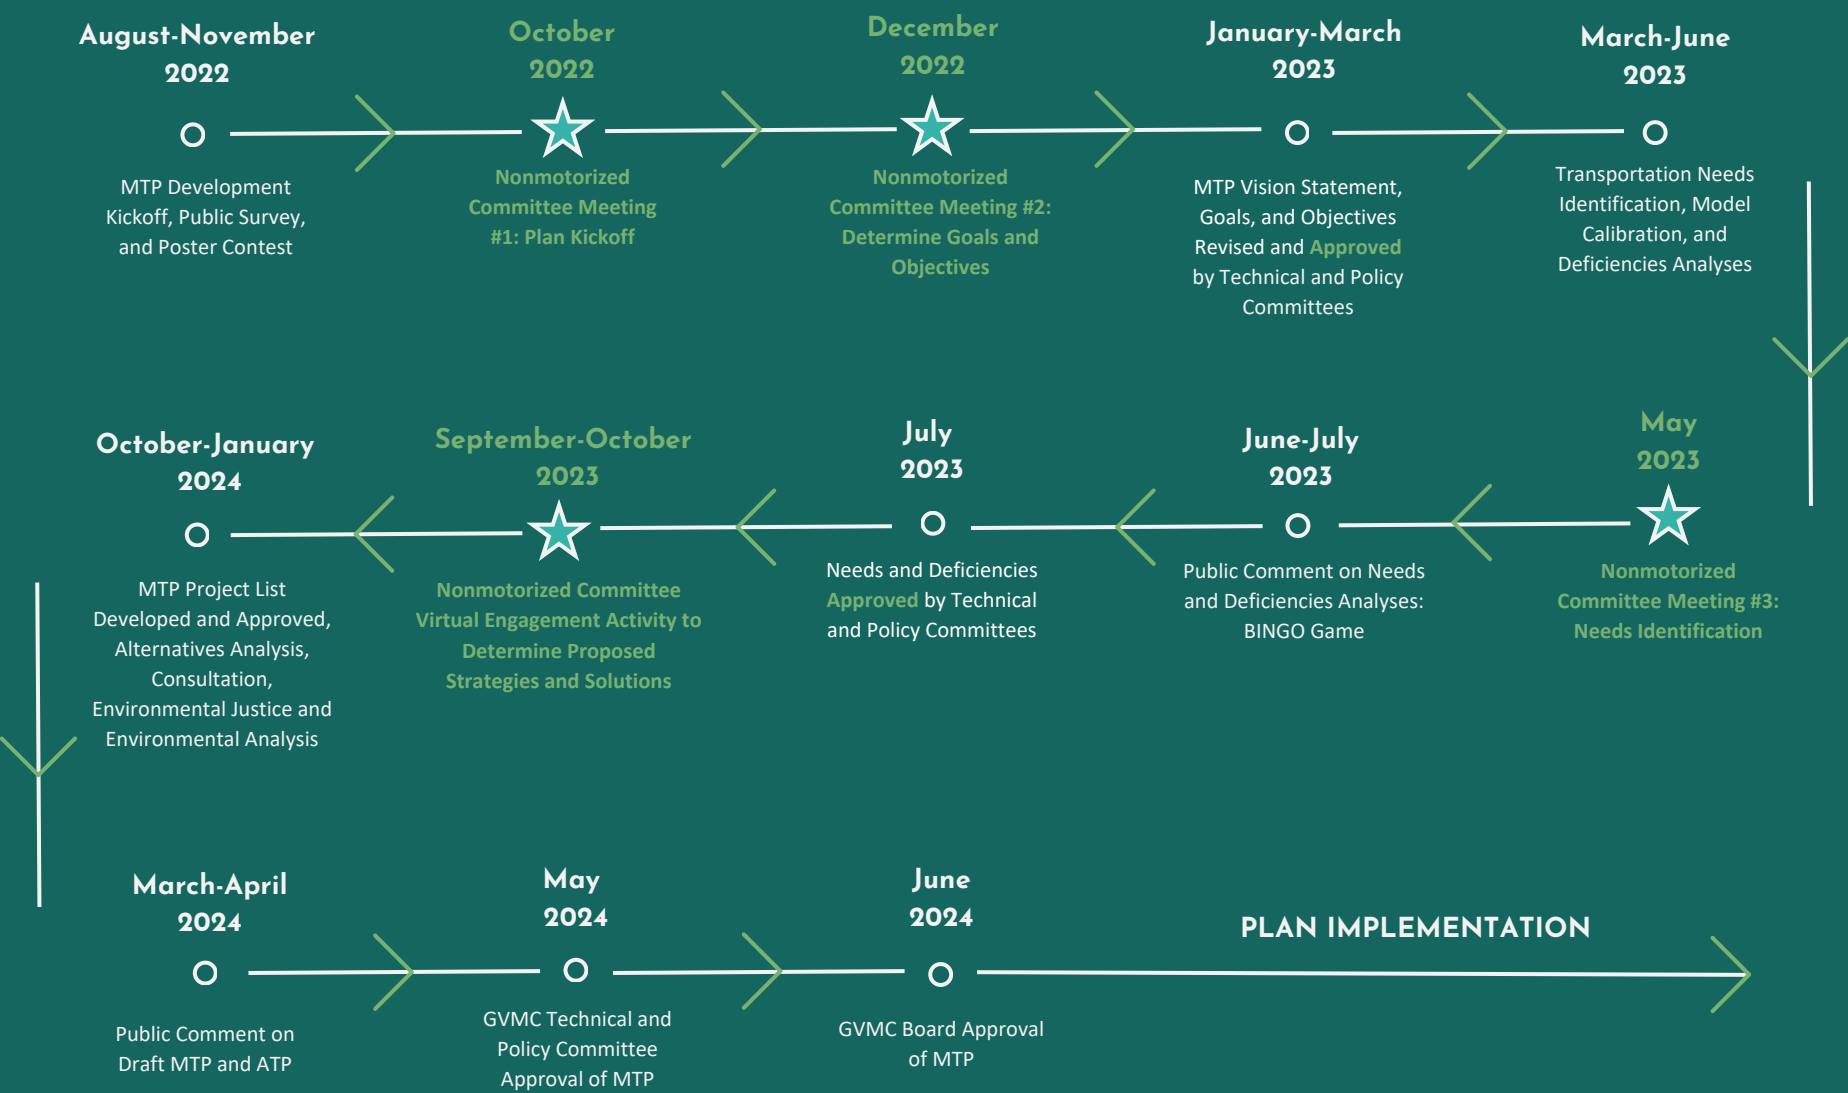 August-November
2022
MTP Development
Kickoff, Public Survey,
and Poster Contest
October
2022
Nonmotorized
Committee Meeting
#1: Plan Kickoff
December
2022
Nonmotorized
Committee Meeting #2:
Determine Goals and
Objectives
January-March
2023
MTP Vision Statement,
Goals, and Objectives
Revised and Approved
by Technical and Policy
Committees
March-June
2023
Transportation Needs
Identification, Model
Calibration, and
Deficiencies Analyses
May
2023
Nonmotorized
Committee Meeting #3:
Needs Identification
June-July
2023
Public Comment on Needs
and Deficiencies Analyses:
BINGO Game
July
2023
Needs and Deficiencies
Approved by Technical
and Policy Committees
September-October
2023
Nonmotorized Committee
Virtual Engagement Activity to
Determine Proposed
Strategies and Solutions
October-January
2024
MTP Project List
Developed and Approved,
Alternatives Analysis,
Consultation,
Environmental Justice and
Environmental Analysis
March-April
2024
Public Comment on
Draft MTP and ATP
May
2024
GVMC Technical and
Policy Committee
Approval of MTP
June
2024
GVMC Board Approval
of MTP
PLAN IMPLEMENTATION